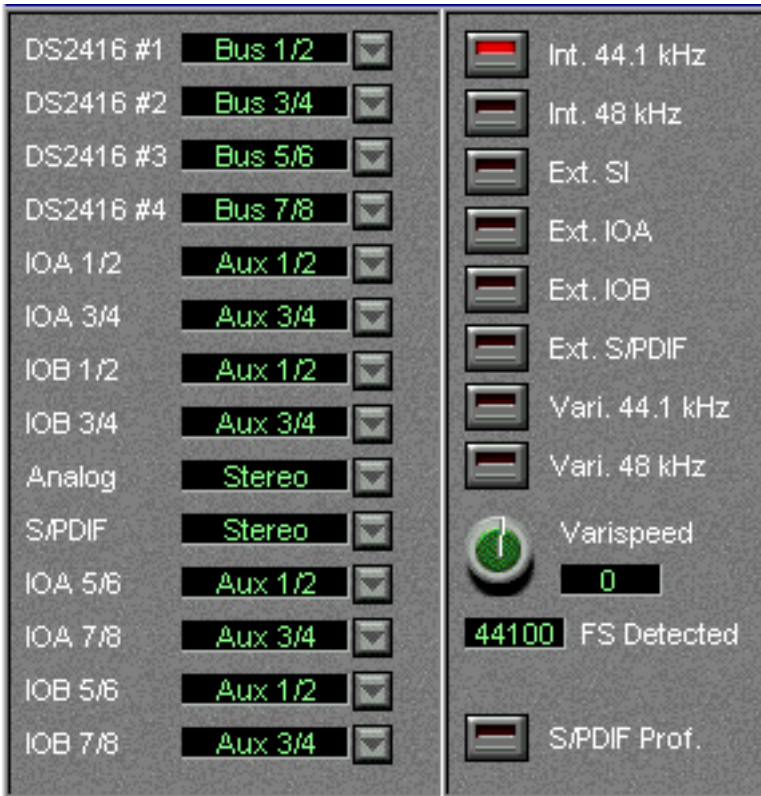 DS2416 #1 Bus 1/2
DS2416 #2 Bus 3/4
DS2416 #3 Bus 5/6
DS2416 #4 Bus 7/8
IOA 1/2 Aux 1/2
IOA 3/4 Aux 3/4
IOB 1/2 Aux 1/2
IOB 3/4 Aux 3/4
Analog Stereo
S/PDIF Stereo
IOA 5/6 Aux 1/2
IOA 7/8 Aux 3/4
IOB 5/6 Aux 1/2
IOB 7/8 Aux 3/4
Int. 44.1 kHz
Int. 48 kHz
Ext. SI
Ext. IOA
Ext. IOB
Ext. S/PDIF
Vari. 44.1 kHz
Vari. 48 kHz
Varispeed
0
44100 FS Detected
S/PDIF Prof.